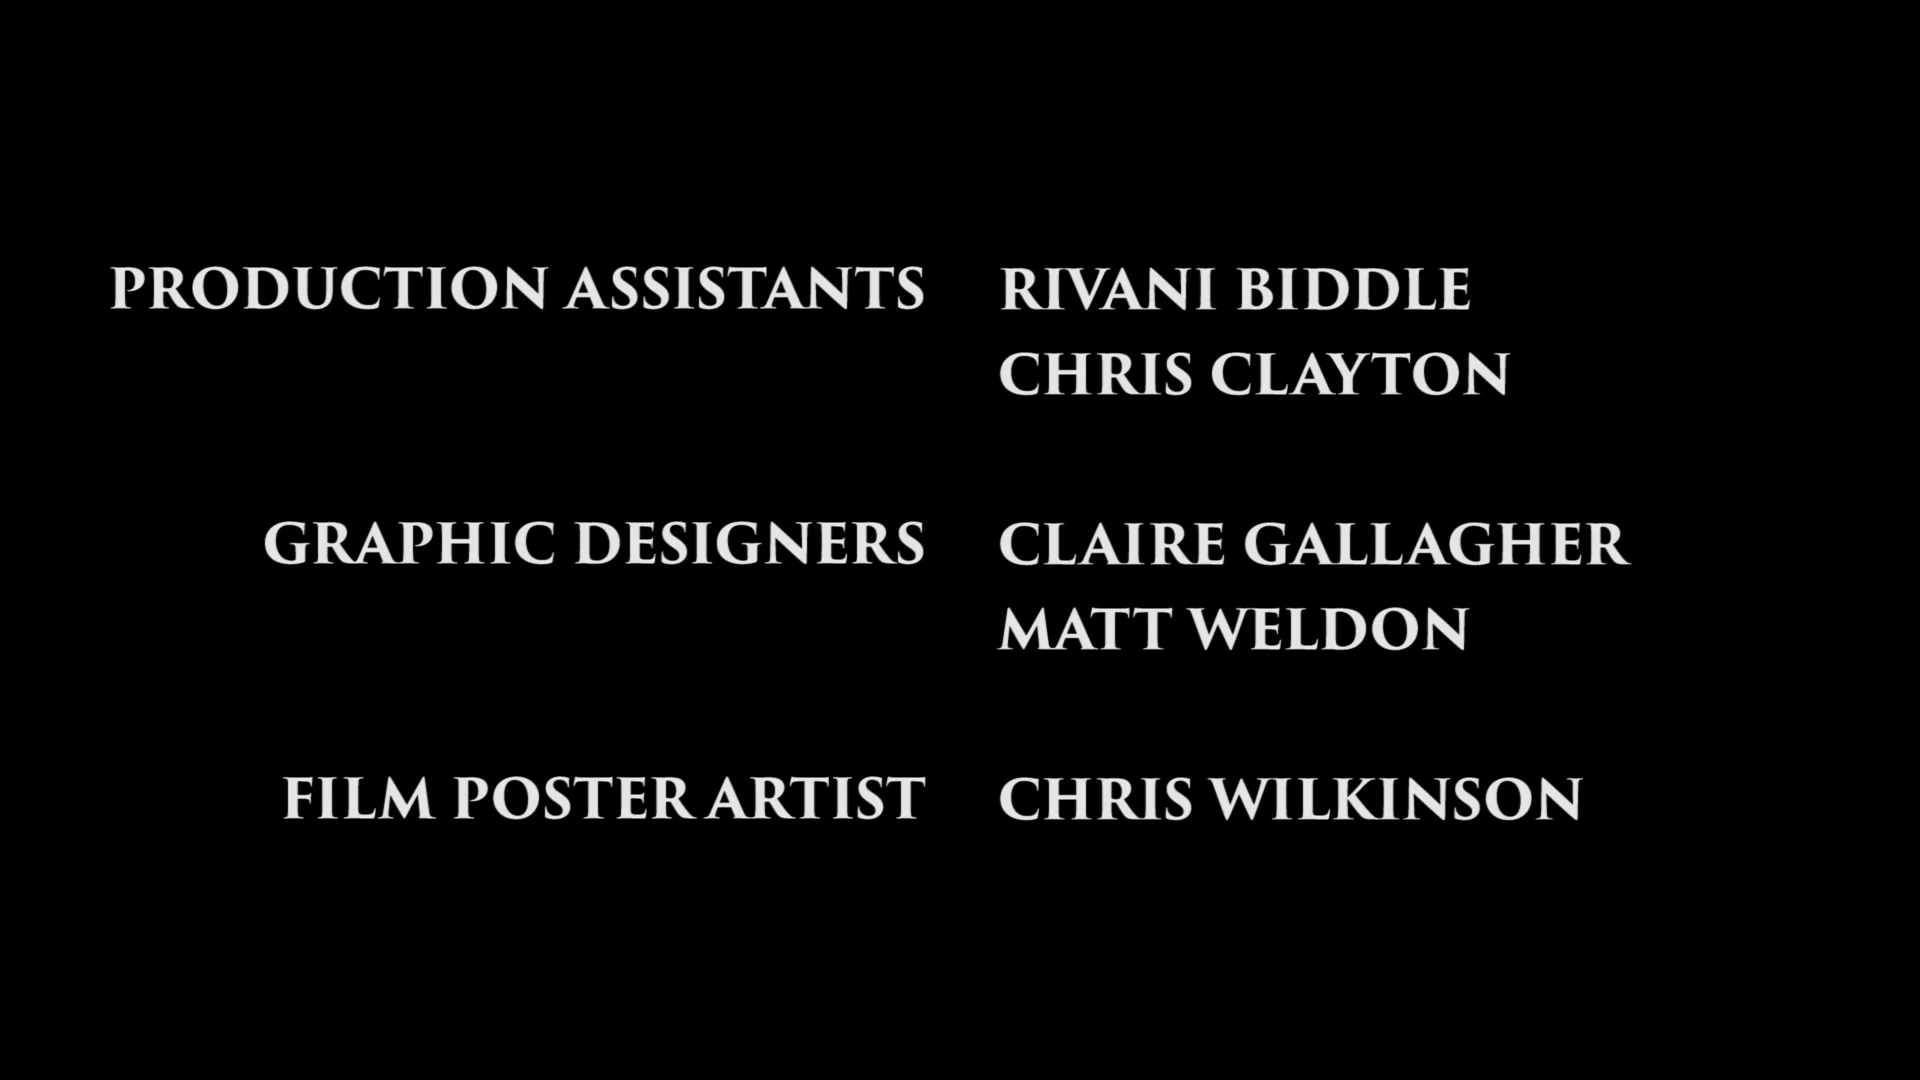 PRODUCTION ASSISTANTS RIVANI BIDDLE
CHRIS CLAYTON
GRAPHIC DESIGNERS CLAIRE GALLAGHER
MATT WELDON
FILM POSTER ARTIST CHRIS WILKINSON